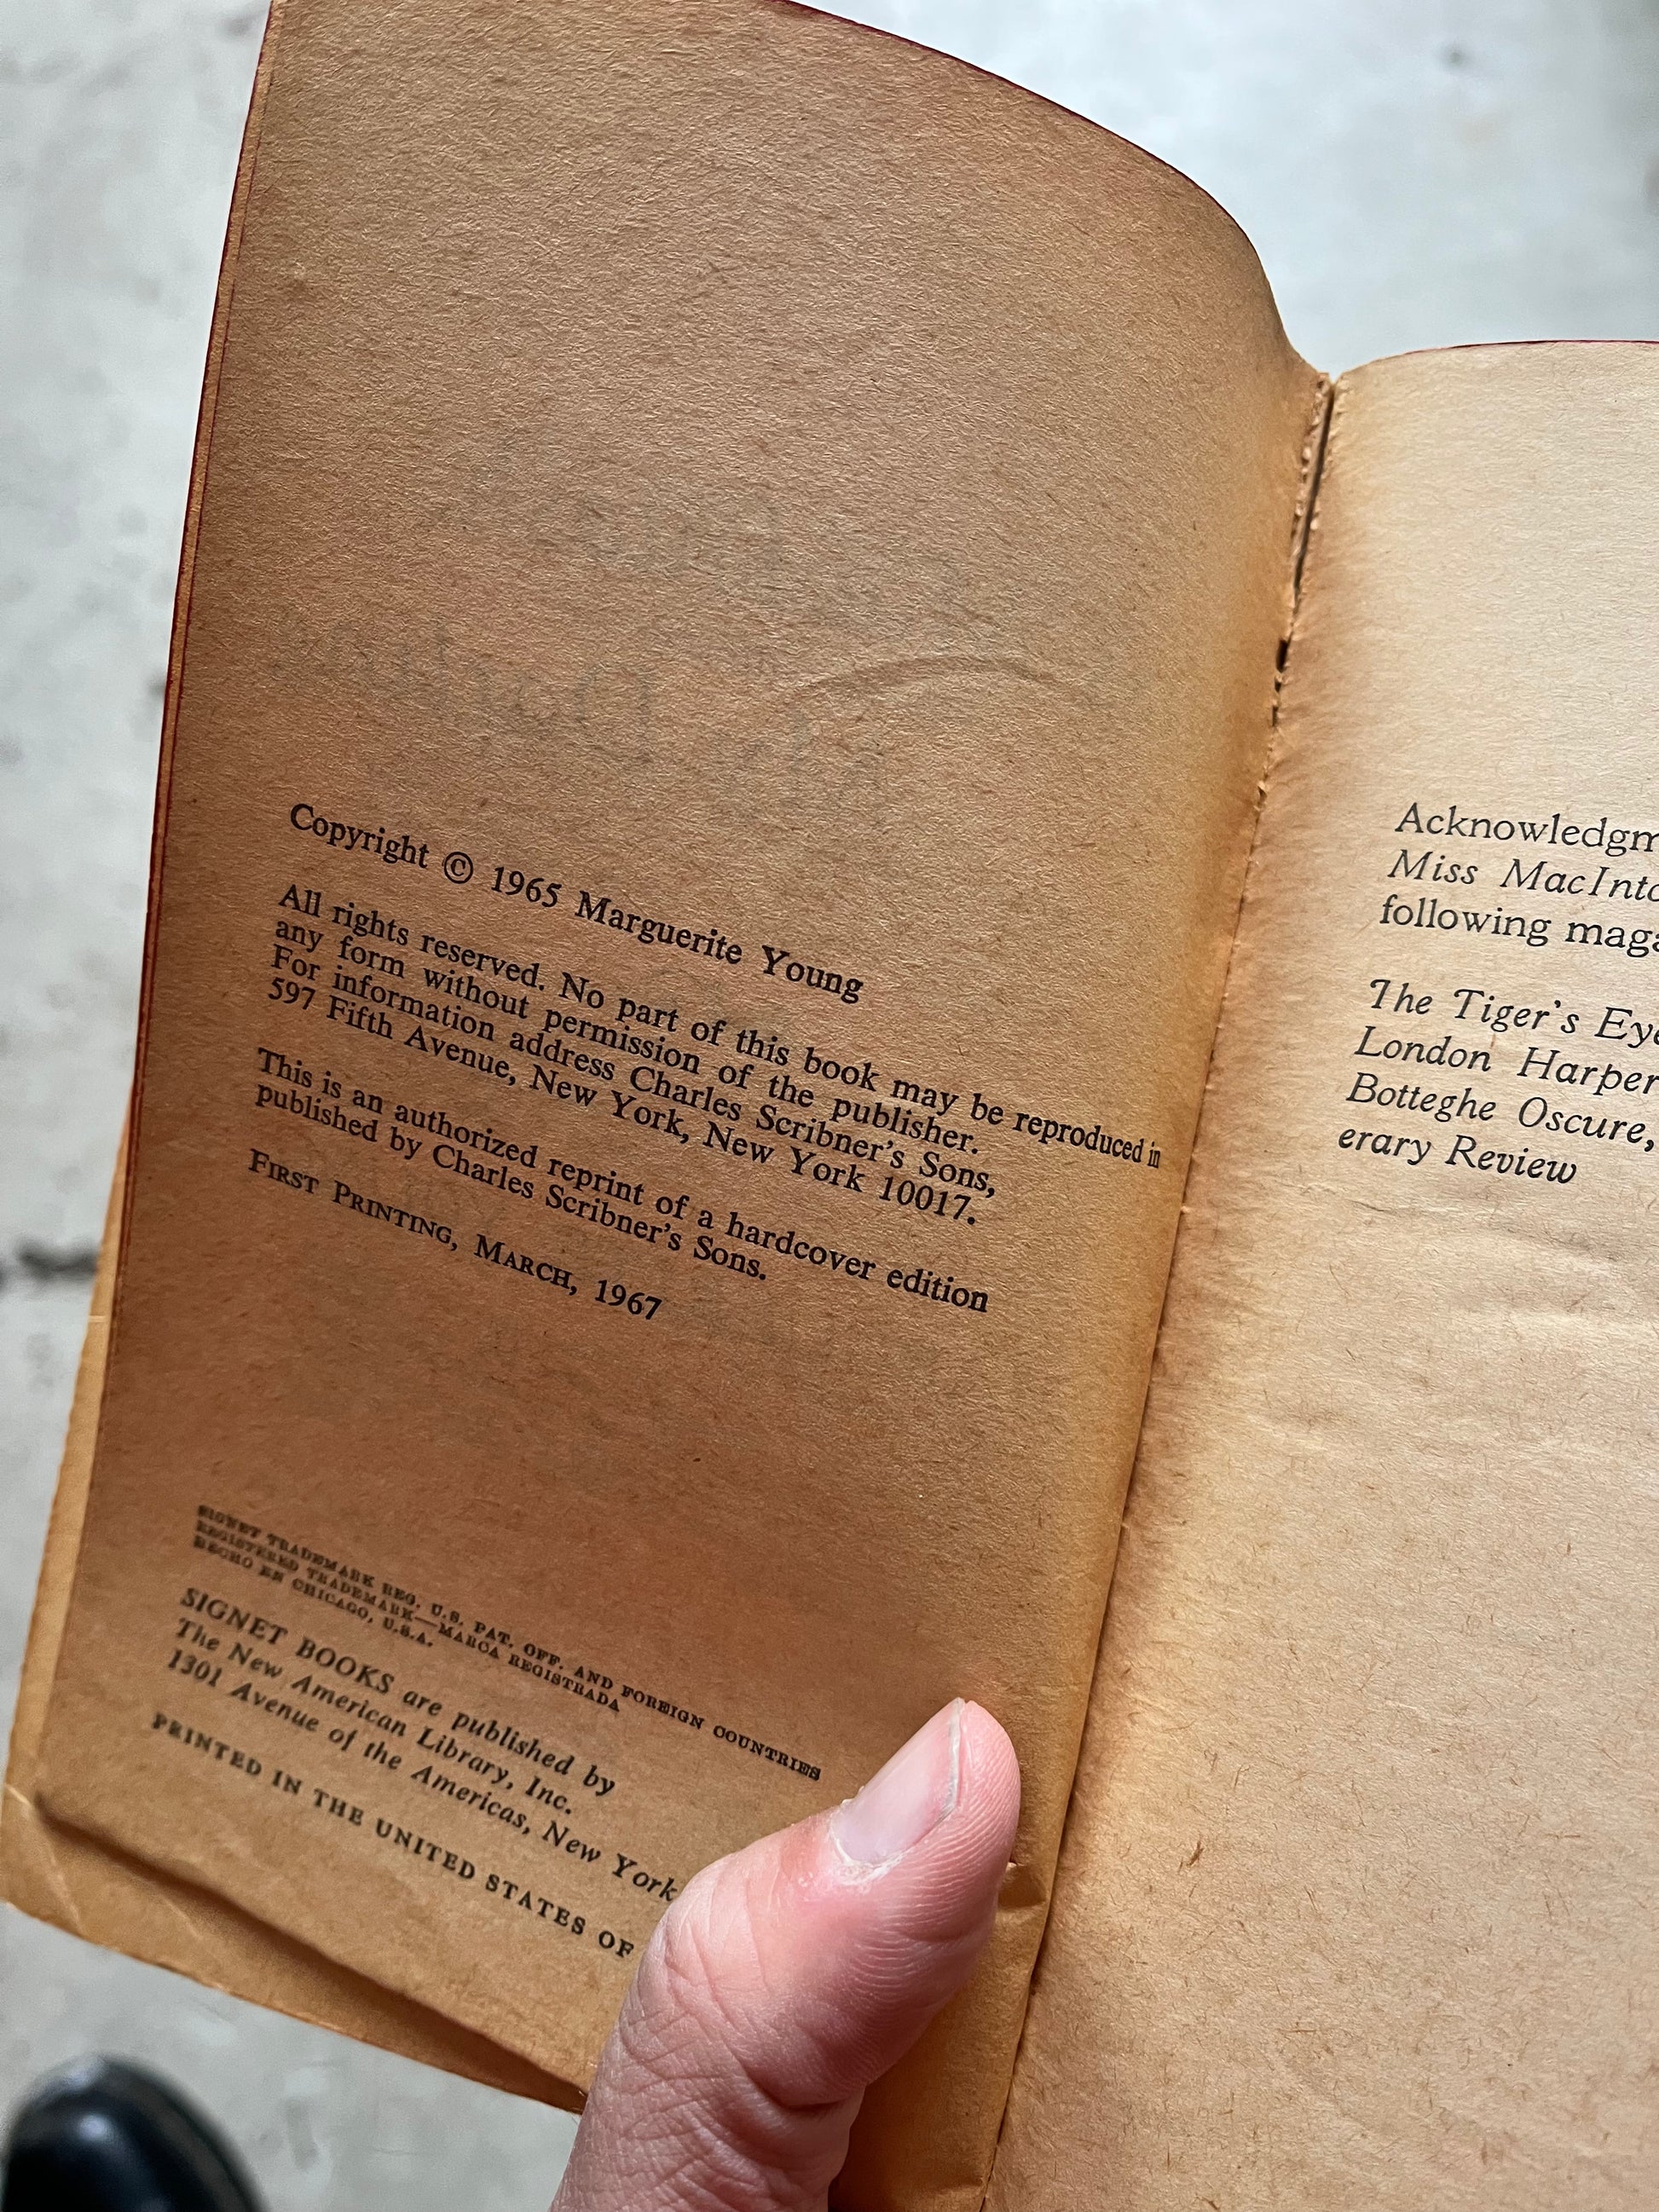 Copyright © 1965 Marguerite Young
All rights reserved. No part of this book may be reproduced in
any form without permission of the publisher.
For information address Charles Scribner's Sons,
597 Fifth Avenue, New York, New York 10017.
This is an authorized reprint of a hardcover edition
published by Charles Scribner's Sons.
FIRST PRINTING, MARCH, 1967
SIGNET TRADEMARK REG. U.S. PAT. OFF. AND FOREIGN COUNTRIES
REGISTERED TRADEMARK—MARCA REGISTRADA
HECHO EN CHICAGO, U.S.A.
SIGNET BOOKS are published by
The New American Library, Inc.
1301 Avenue of the Americas, New York
PRINTED IN THE UNITED STATES OF
Acknowledgm
Miss MacInto
following maga
The Tiger's Eye
London Harper
Botteghe Oscure,
erary Review